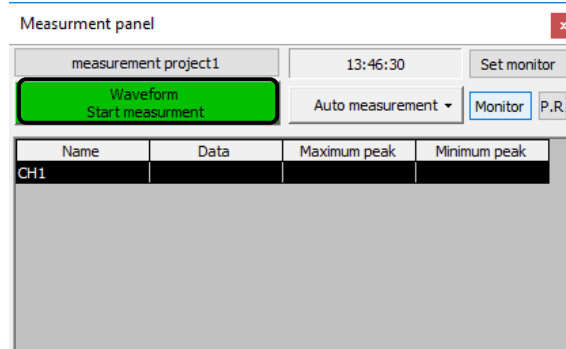 Measurment panel
x
measurement project1
13:46:30
Set monitor
Waveform
Start measurment
Auto measurement
Monitor
P.R
Name
Data
Maximum peak
Minimum peak
CH1